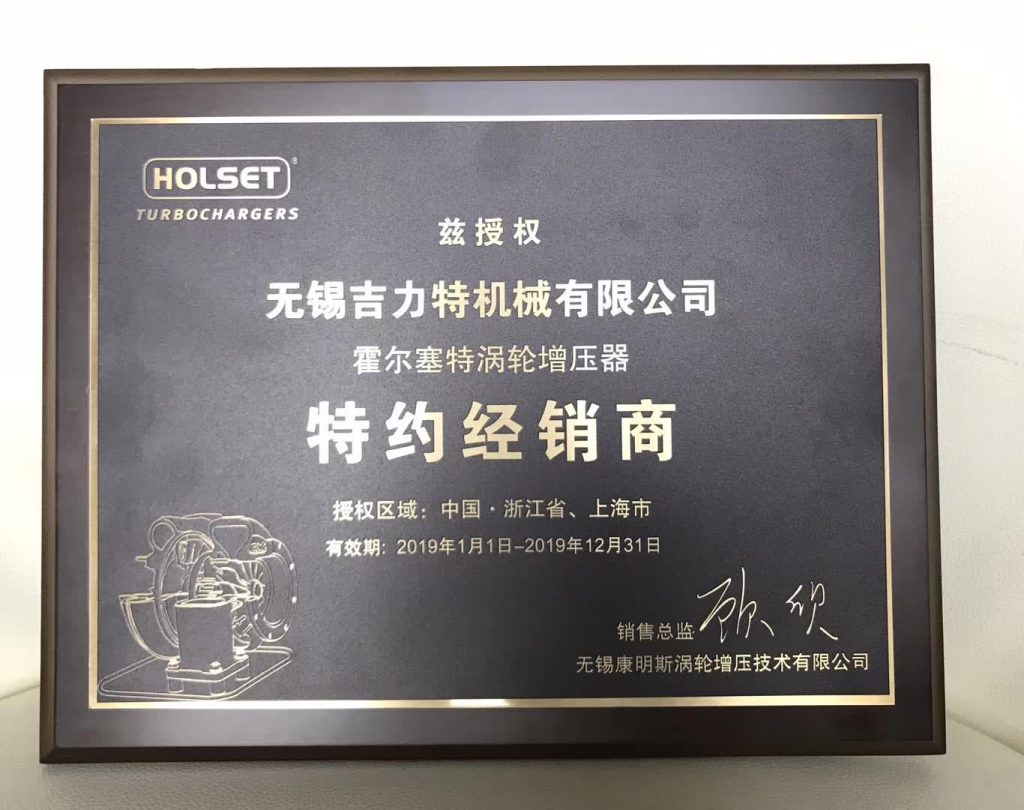 HOLSET®
TURBOCHARGERS
兹授权
无锡吉力特机械有限公司
霍尔塞特涡轮增压器
特约经销商
授权区域：中国·浙江省、上海市
有效期：2019年1月1日–2019年12月31日
销售总监 顾欣
无锡康明斯涡轮增压技术有限公司